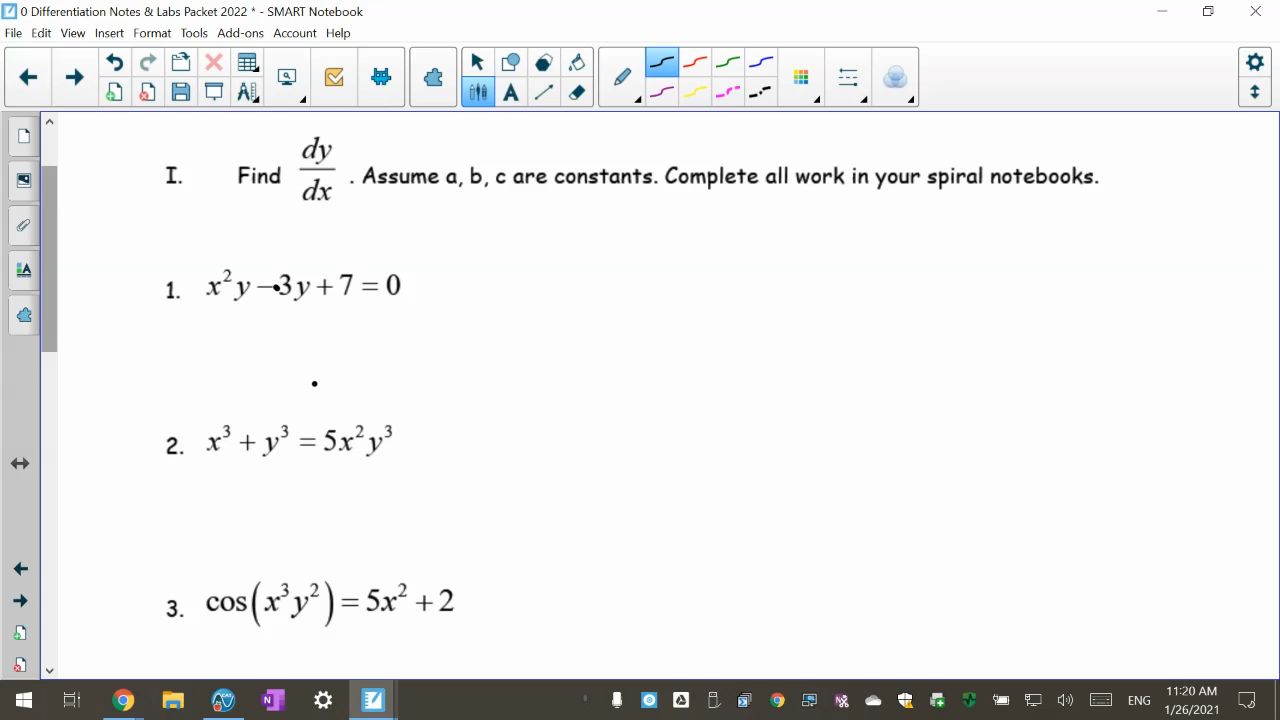 0 Differentiation Notes & Labs Packet 2022 * - SMART Notebook
File Edit View Insert Format Tools Add-ons Account Help
I. Find dy/dx . Assume a, b, c are constants. Complete all work in your spiral notebooks.
1. x²y − 3y + 7 = 0
2. x³ + y³ = 5x²y³
3. cos(x³y²) = 5x² + 2
ENG
11:20 AM
1/26/2021